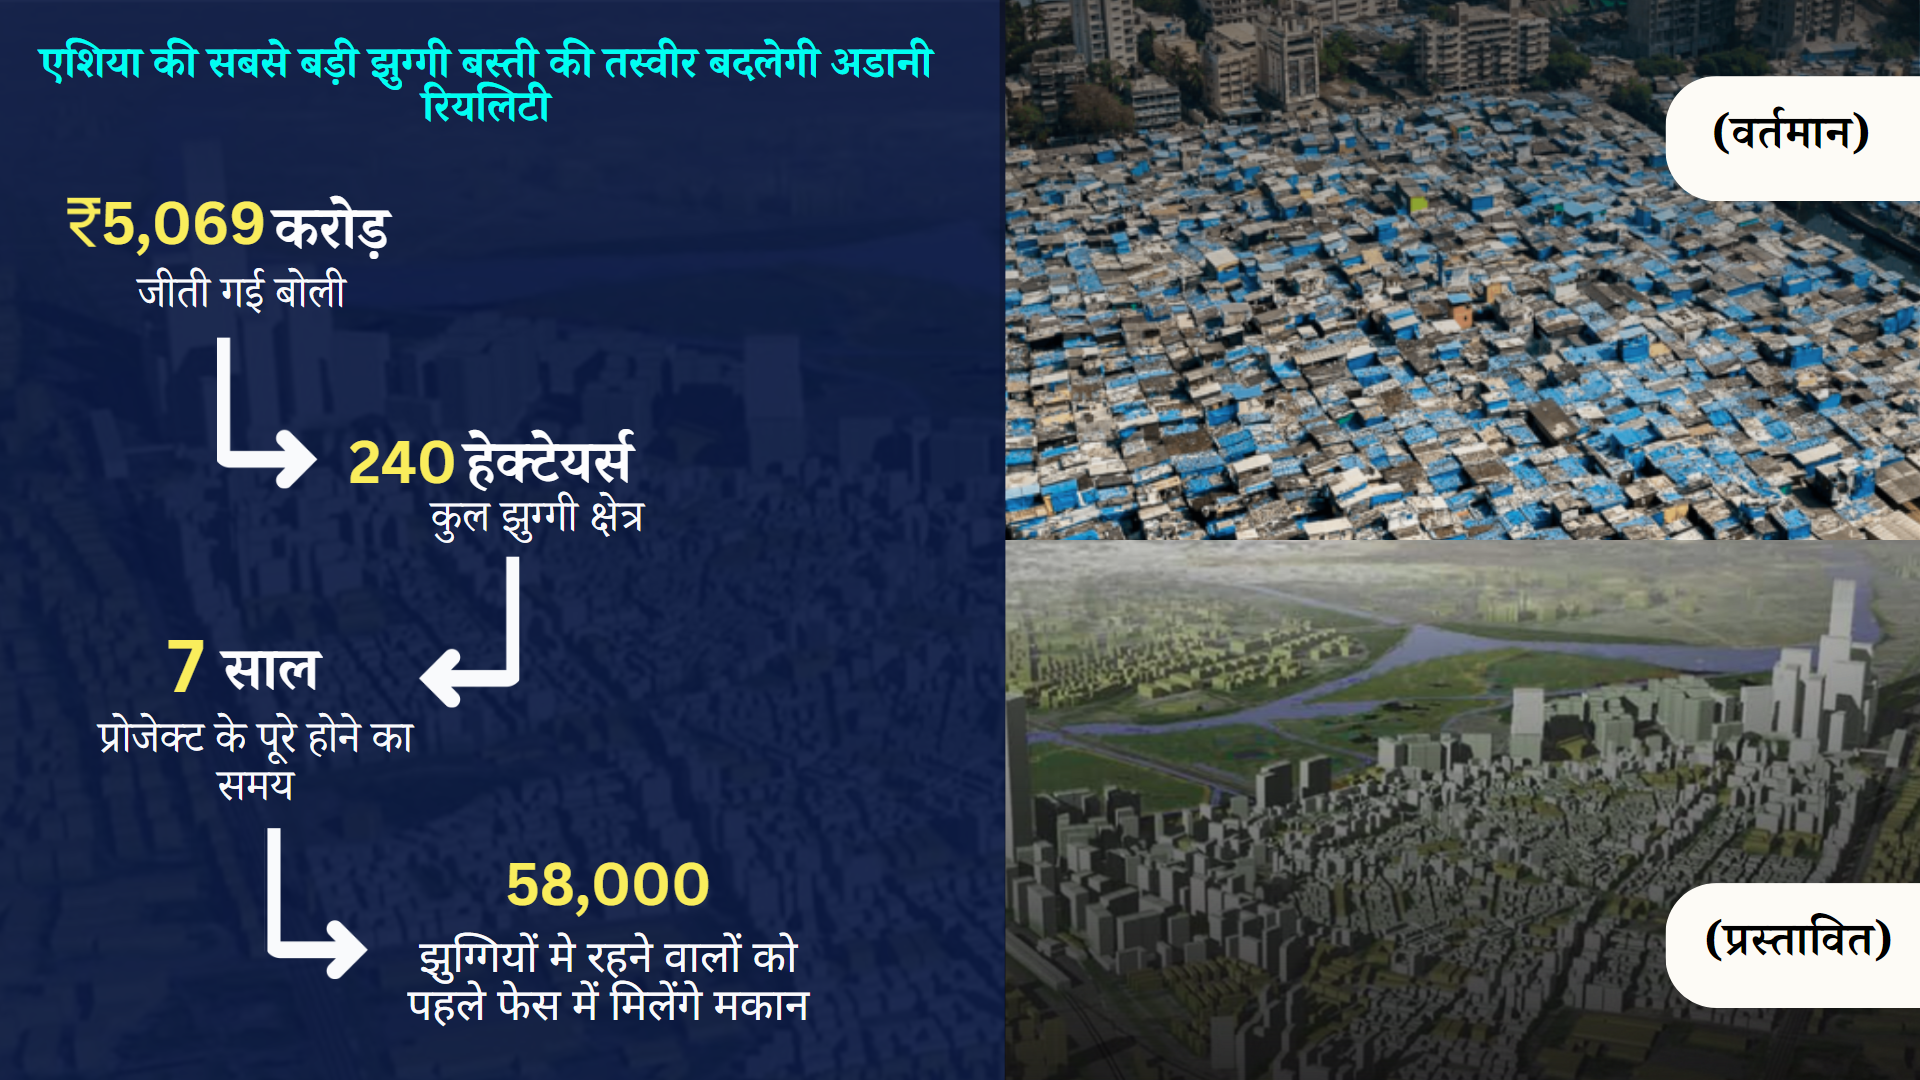 एशिया की सबसे बड़ी झुग्गी बस्ती की तस्वीर बदलेगी अडानी
रियलिटी
₹5,069 करोड़
जीती गई बोली
240 हेक्टेयर्स
कुल झुग्गी क्षेत्र
7 साल
प्रोजेक्ट के पूरे होने का
समय
58,000
झुग्गियों मे रहने वालों को
पहले फेस में मिलेंगे मकान
(वर्तमान)
(प्रस्तावित)